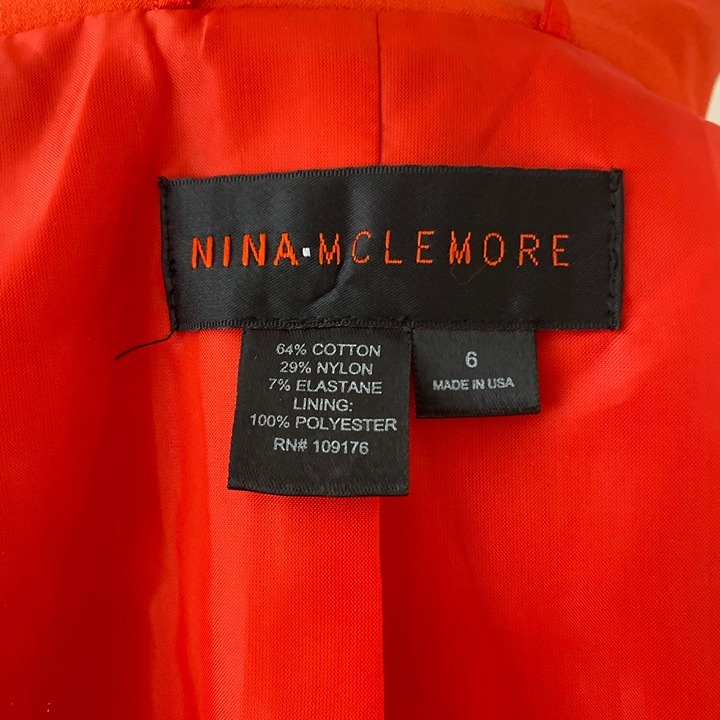 NINA·MCLEMORE
64% COTTON
29% NYLON
7% ELASTANE
LINING:
100% POLYESTER
RN# 109176
6
MADE IN USA